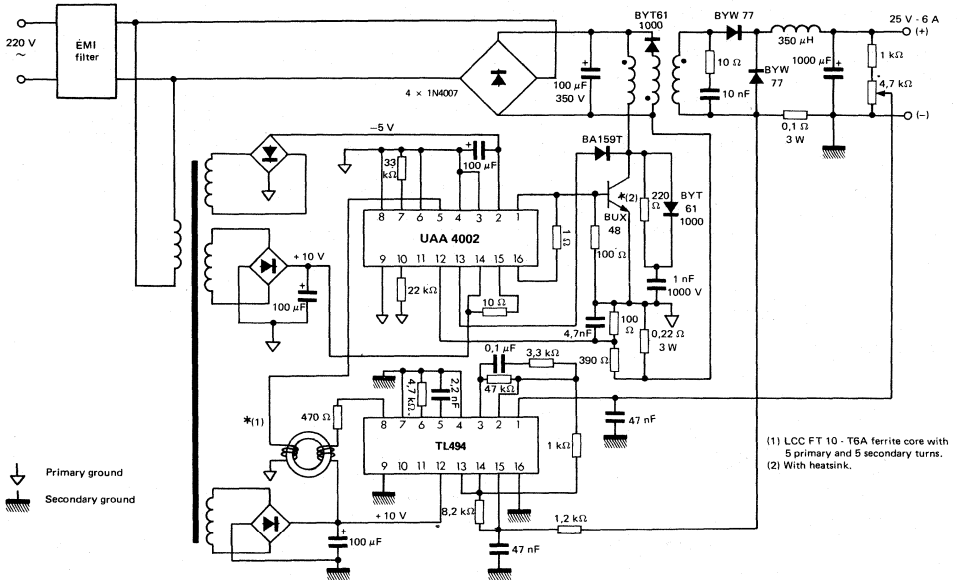 BYT61
1000
BYW 77
25 V - 6 A
(+)
350 µH
EMI
filter
220 V
~
1 kΩ
10 Ω
BYW
77
1000 µF
4,7 kΩ
100 µF
350 V
10 nF
4 × 1N4007
(-)
0,1 Ω
3 W
-5 V
BA159T
33
kΩ
100 µF
*(2)
220
Ω
BYT
61
1000
8 7 6 5 4 3 2 1
UAA 4002
BUX
48
1 Ω
100 Ω
9 10 11 12 13 14 15 16
+ 10 V
100 µF
22 kΩ
10 Ω
1 nF
1000 V
4,7nF
100
Ω
0,22 Ω
3 W
390 Ω
0,1 µF
3,3 kΩ
47 kΩ
4,7 kΩ
2,2 nF
*(1)
470 Ω
8 7 6 5 4 3 2 1
47 nF
TL494
1 kΩ
(1) LCC FT 10 - T6A ferrite core with
5 primary and 5 secondary turns.
(2) With heatsink.
9 10 11 12 13 14 15 16
Primary ground
Secondary ground
+ 10 V
8,2 kΩ
1,2 kΩ
100 µF
47 nF